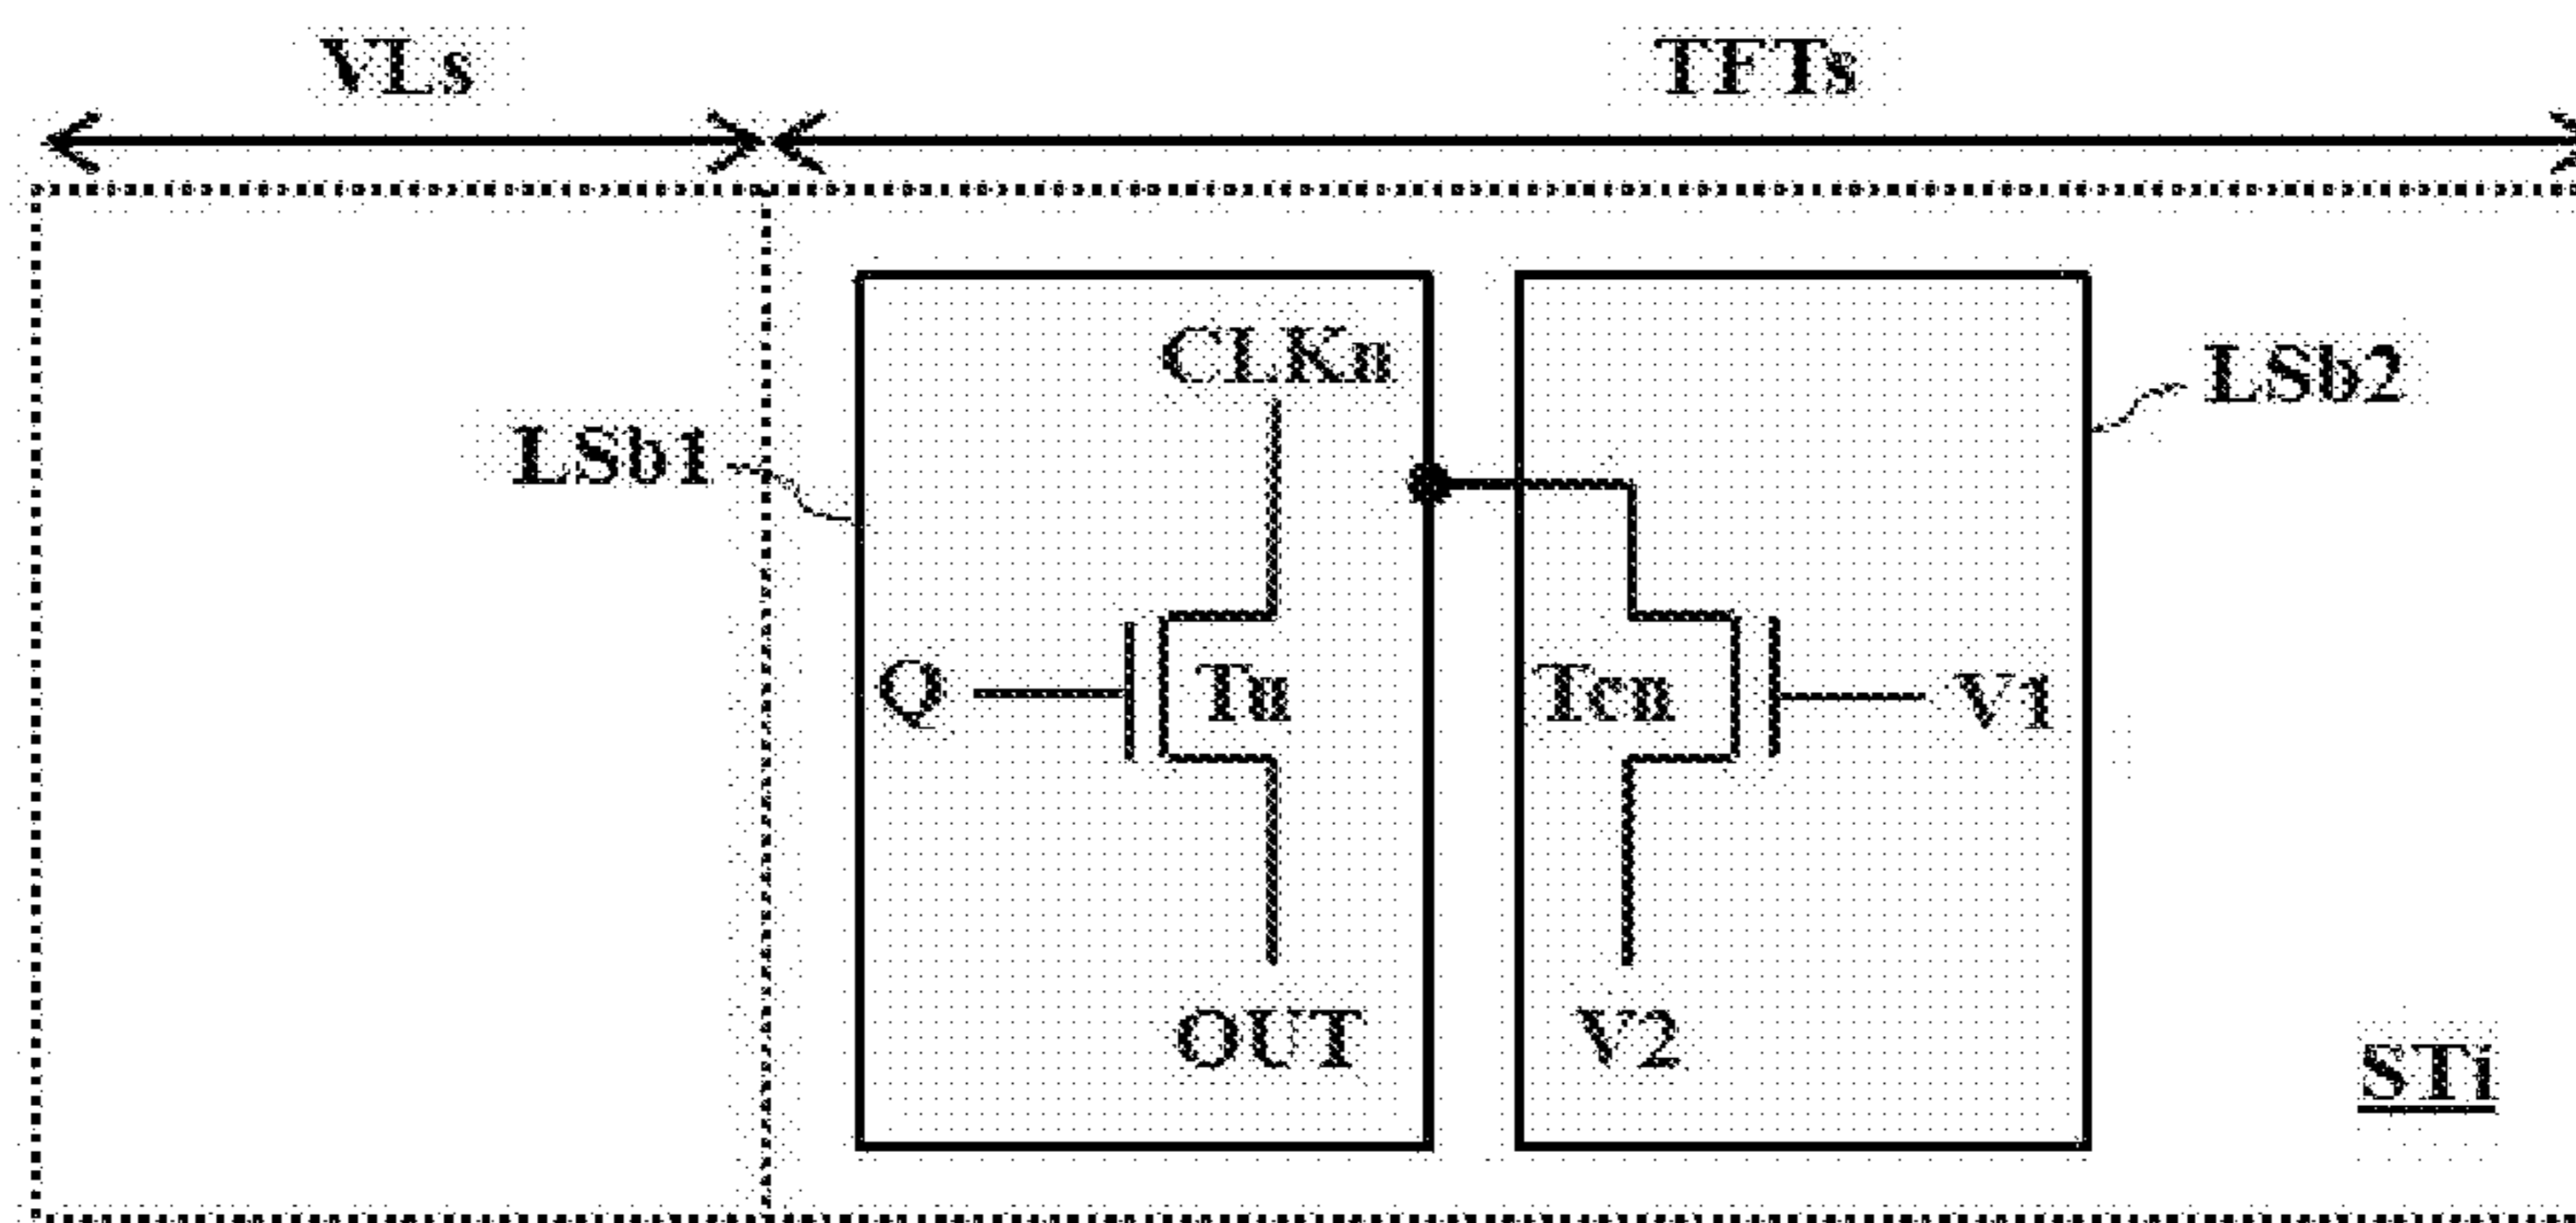 VLs TFTs
CLKn
LSb2
LSb1
Q Tn Tcn V1
OUT V2
STi